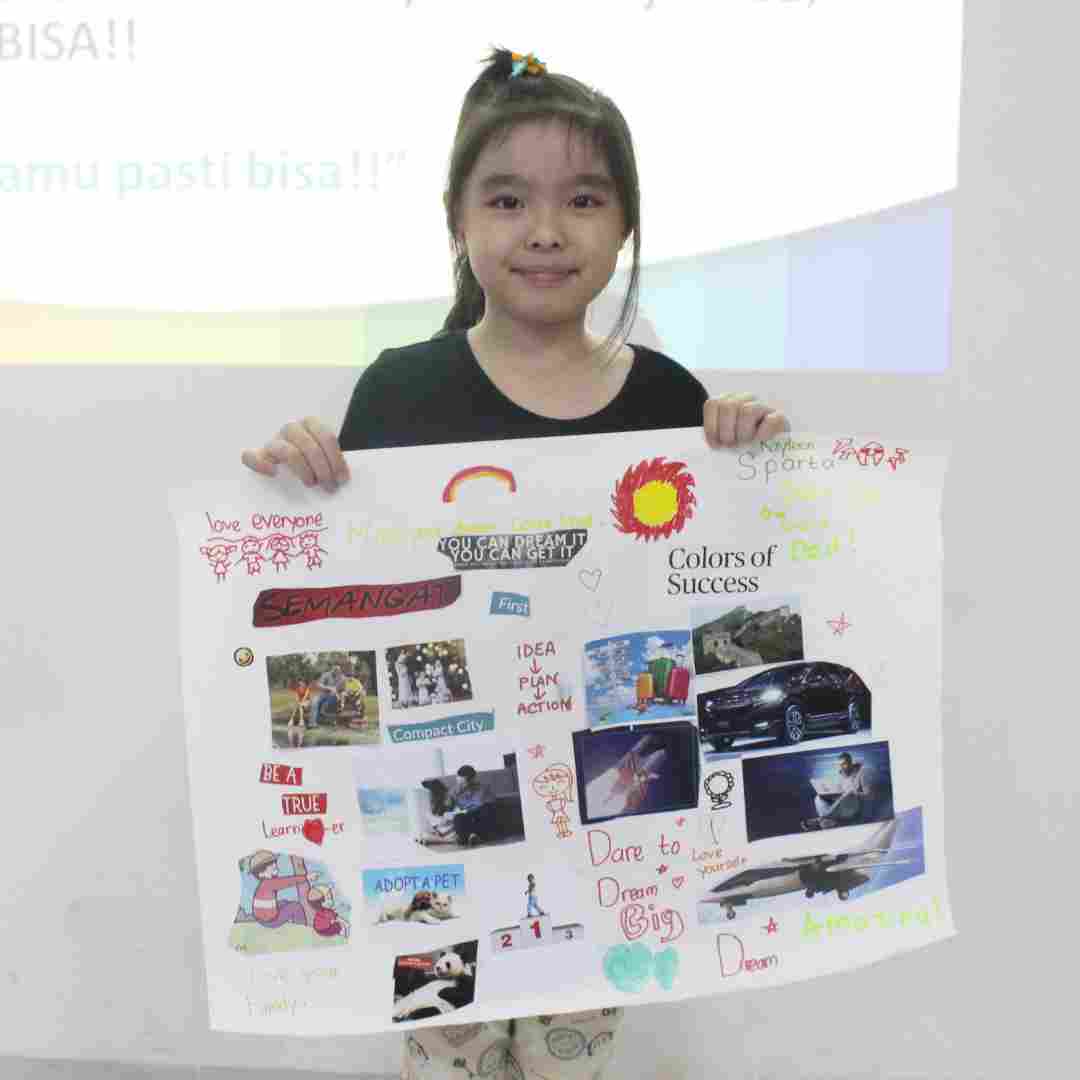 BISA!!
amu pasti bisa!!”
Kayleen
Sparta
love everyone
YOU CAN DREAM IT
YOU CAN GET IT
Colors of
Success
SEMANGAT
First
IDEA
PLAN
ACTION
Compact City
BE A
TRUE
Learn er
Dare to
Dream
Big
Love
ADOPT A PET
2 1 3
Amazing!
Dream
Love your
Family.